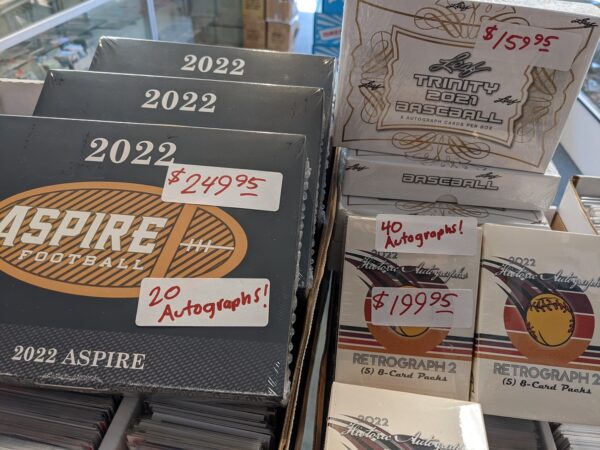 2022
2022
2022
$249.95
ASPIRE
FOOTBALL
20
Autographs!
2022 ASPIRE
$159.95
Leaf
Leaf
Leaf
TRINITY
2021
BASEBALL
BASEBALL
40
Autographs!
2022
Historic Autographs
$199.95
RETROGRAPH 2
(5) 8-Card Packs
2022
Historic Autographs
RETROGRAPH 2
(5) 8-Card Packs
2022
Historic Autographs